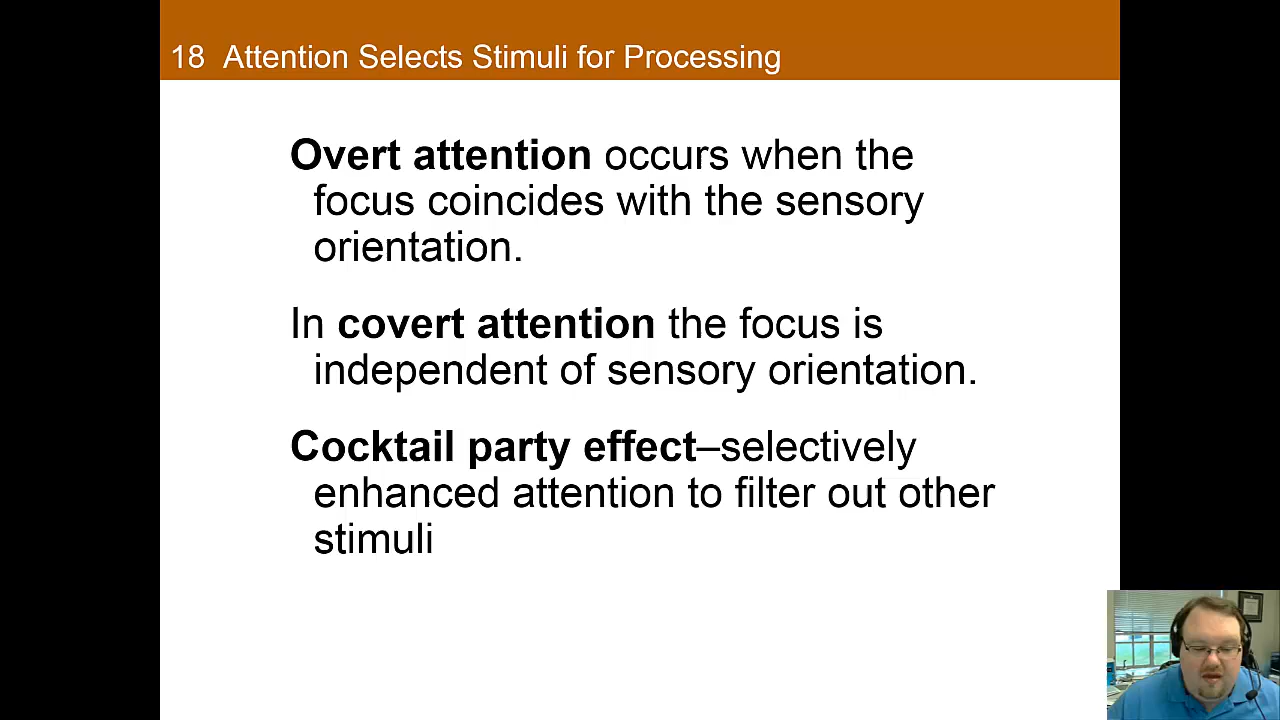 18 Attention Selects Stimuli for Processing
Overt attention occurs when the
focus coincides with the sensory
orientation.
In covert attention the focus is
independent of sensory orientation.
Cocktail party effect–selectively
enhanced attention to filter out other
stimuli